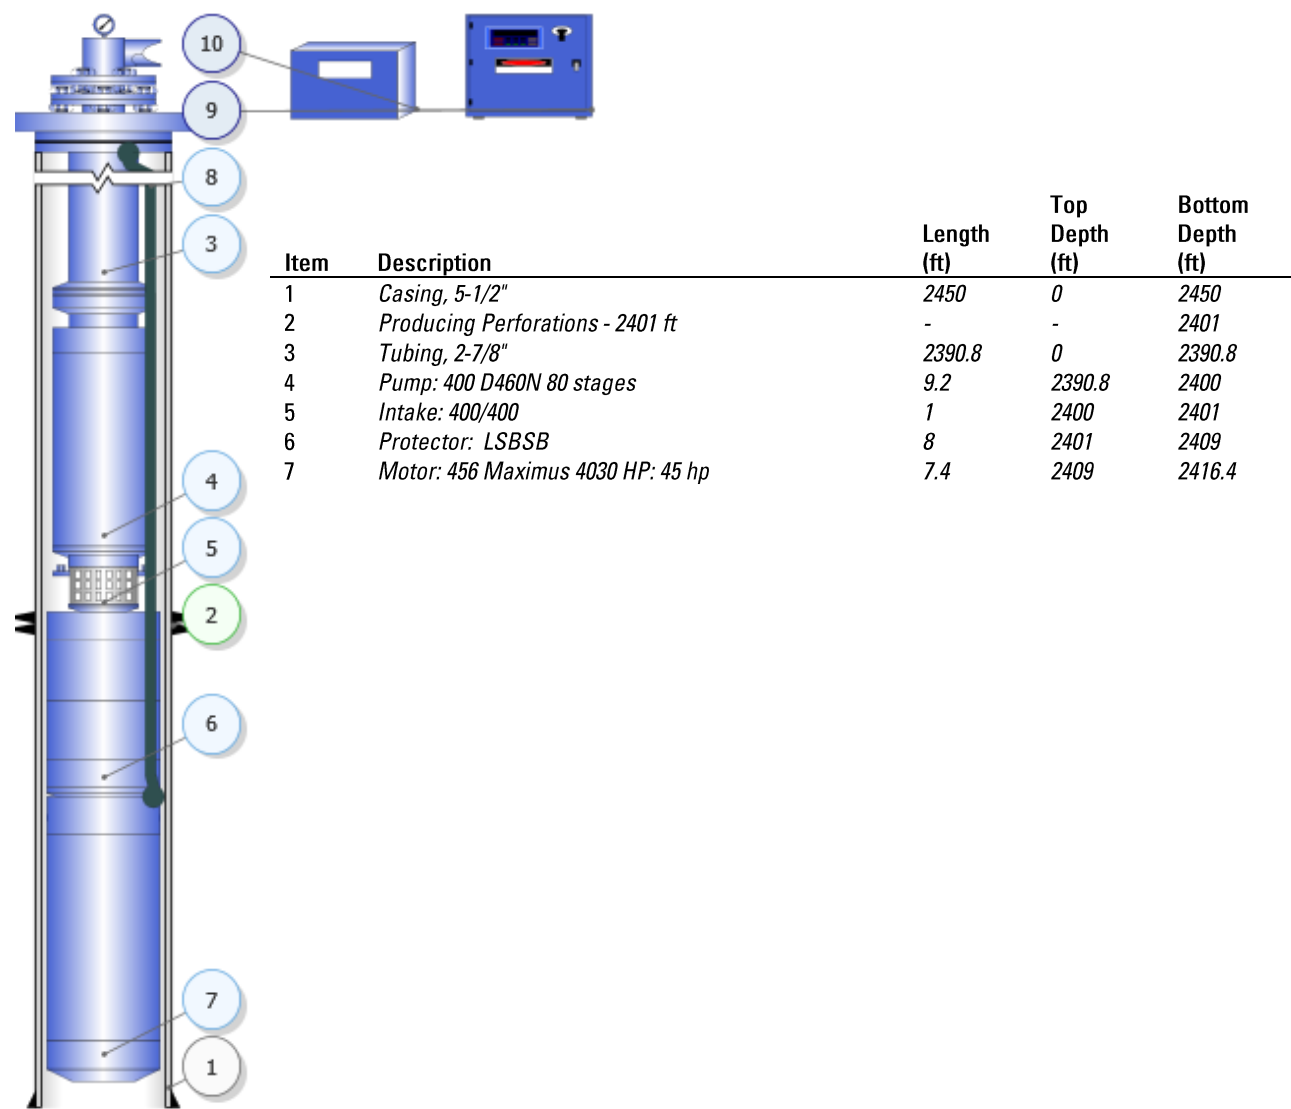 10
9
8
3
4
5
2
6
7
1
Top Bottom
Length Depth Depth
Item Description (ft) (ft) (ft)
1 Casing, 5-1/2" 2450 0 2450
2 Producing Perforations - 2401 ft - - 2401
3 Tubing, 2-7/8" 2390.8 0 2390.8
4 Pump: 400 D460N 80 stages 9.2 2390.8 2400
5 Intake: 400/400 1 2400 2401
6 Protector: LSBSB 8 2401 2409
7 Motor: 456 Maximus 4030 HP: 45 hp 7.4 2409 2416.4